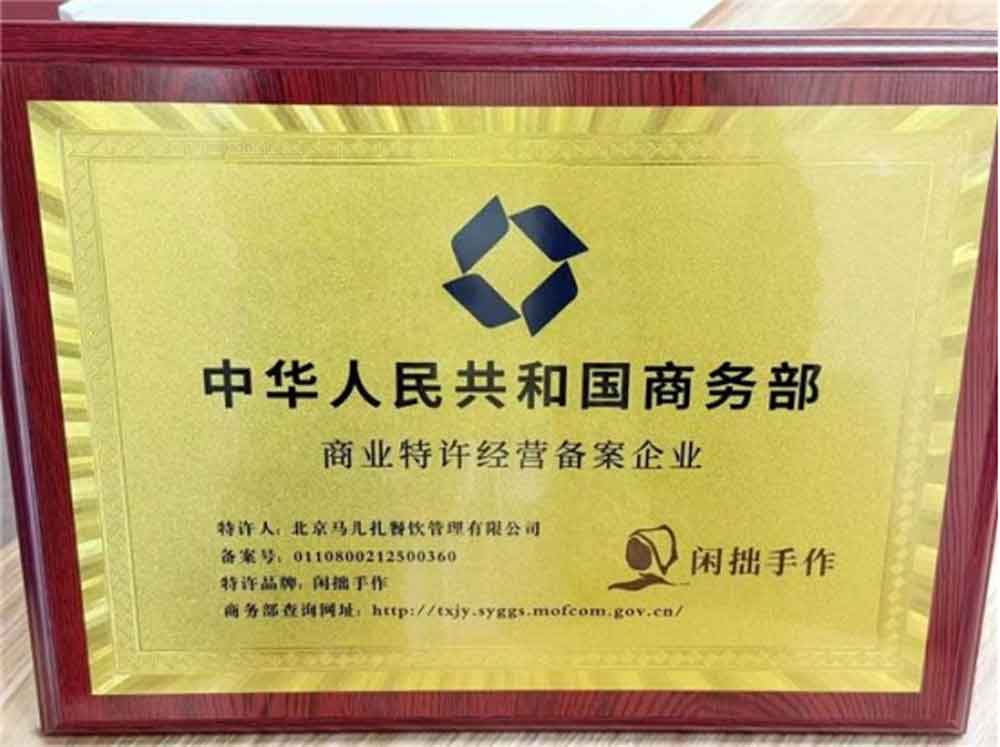 中华人民共和国商务部
商业特许经营备案企业
特许人：北京马儿扎餐饮管理有限公司
备案号：0110800212500360
特许品牌：闲拙手作
商务部查询网址：http://txjy.syggs.mofcom.gov.cn/
闲拙手作